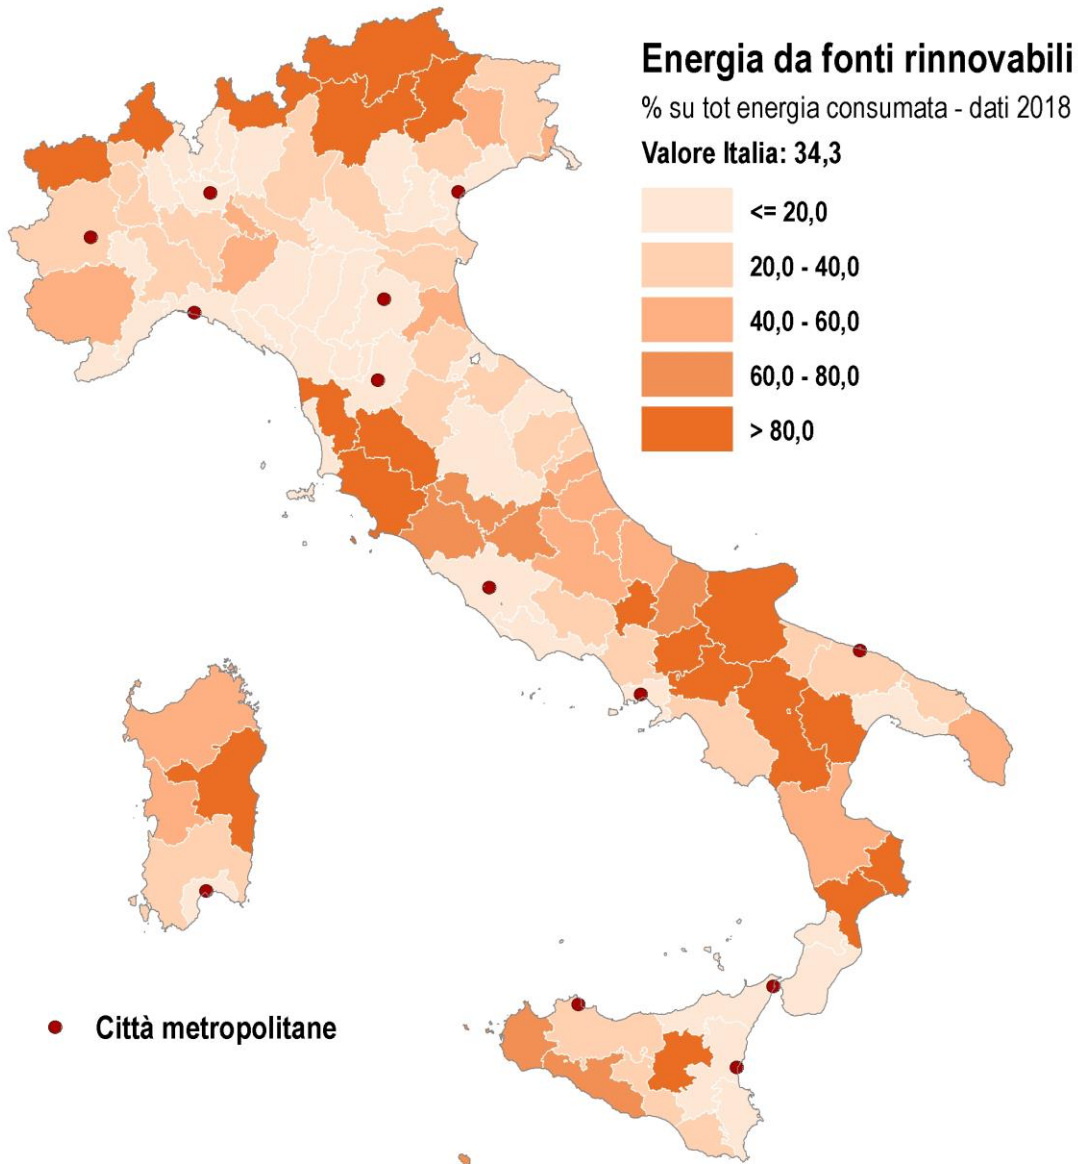 Energia da fonti rinnovabili
% su tot energia consumata - dati 2018
Valore Italia: 34,3
<= 20,0
20,0 - 40,0
40,0 - 60,0
60,0 - 80,0
> 80,0
Città metropolitane